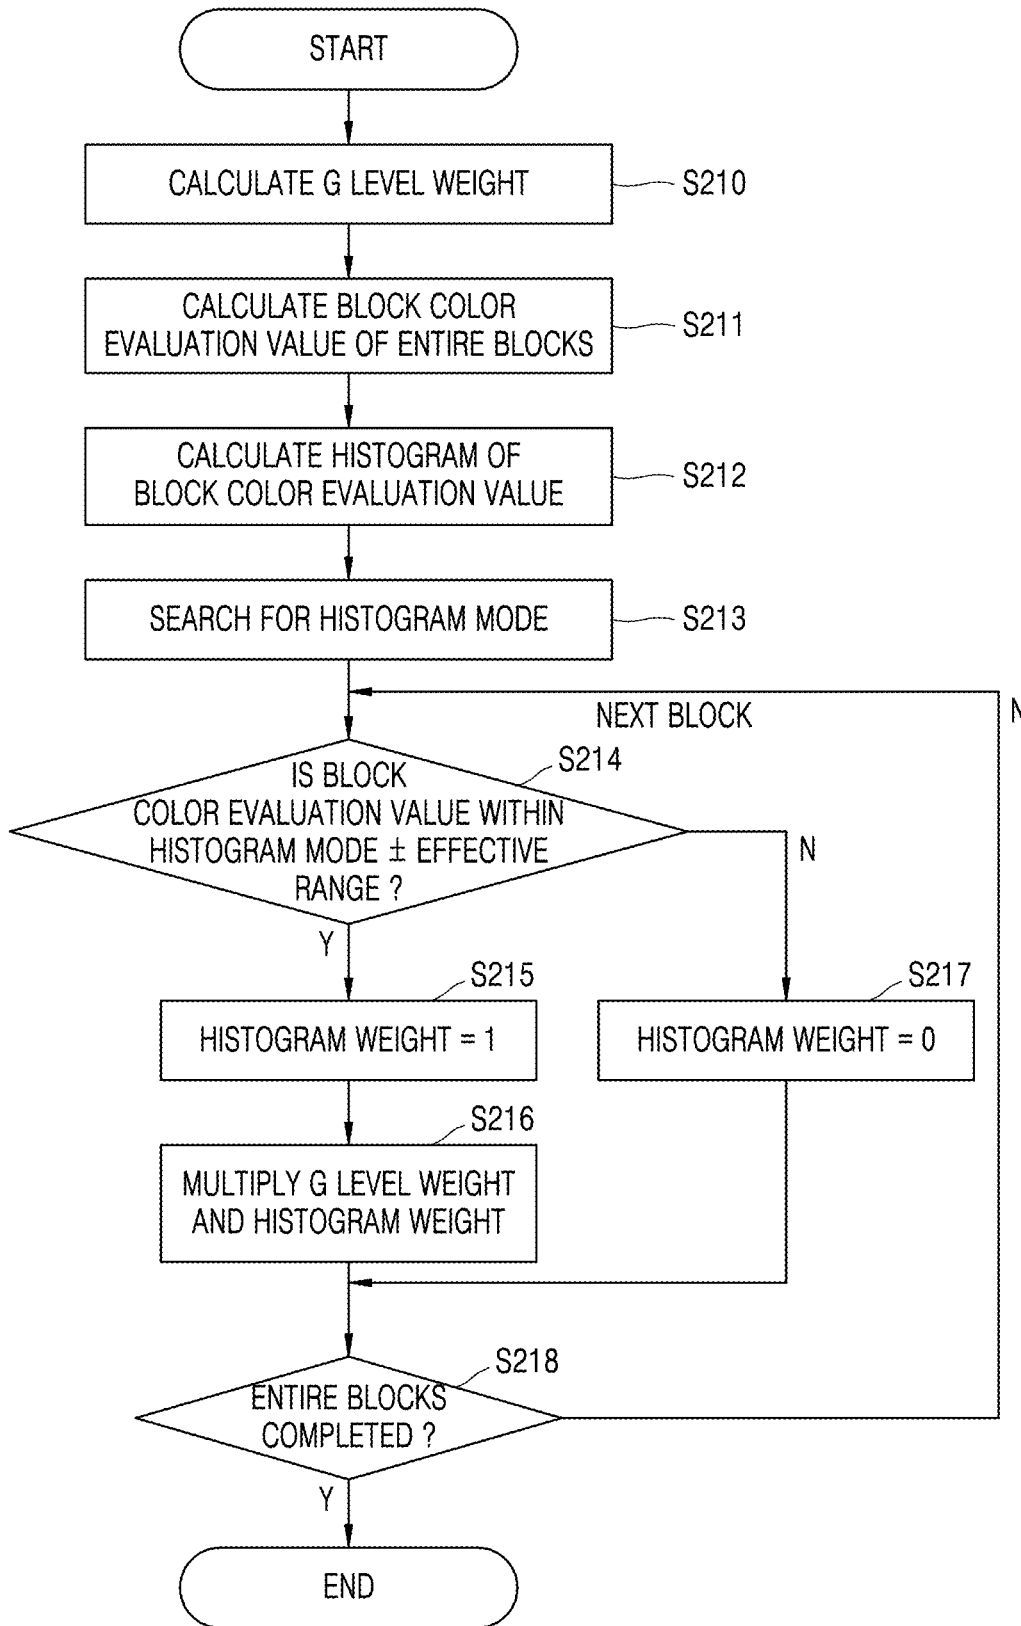 START
CALCULATE G LEVEL WEIGHT
S210
CALCULATE BLOCK COLOR
EVALUATION VALUE OF ENTIRE BLOCKS
S211
CALCULATE HISTOGRAM OF
BLOCK COLOR EVALUATION VALUE
S212
SEARCH FOR HISTOGRAM MODE
S213
NEXT BLOCK
N
S214
IS BLOCK
COLOR EVALUATION VALUE WITHIN
HISTOGRAM MODE ± EFFECTIVE
RANGE ?
N
Y
S215
HISTOGRAM WEIGHT = 1
S217
HISTOGRAM WEIGHT = 0
S216
MULTIPLY G LEVEL WEIGHT
AND HISTOGRAM WEIGHT
S218
ENTIRE BLOCKS
COMPLETED ?
Y
END